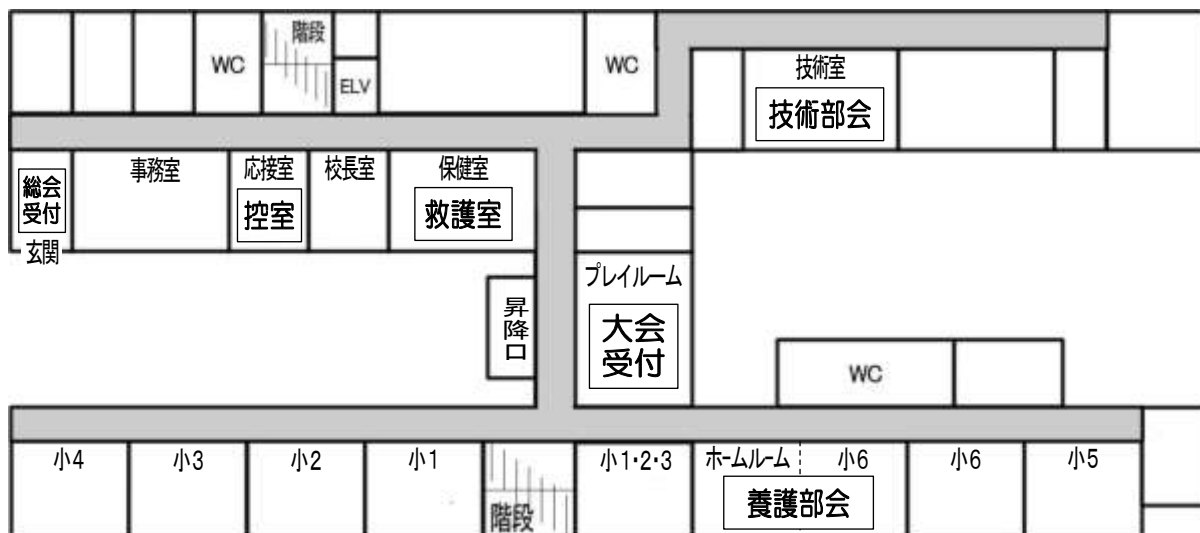 階段
WC
ELV
WC
技術室
技術部会
総会
受付
玄関
事務室
応接室
控室
校長室
保健室
救護室
プレイルーム
大会
受付
昇降口
WC
小4
小3
小2
小1
階段
小1・2・3
ホームルーム
小6
養護部会
小6
小5